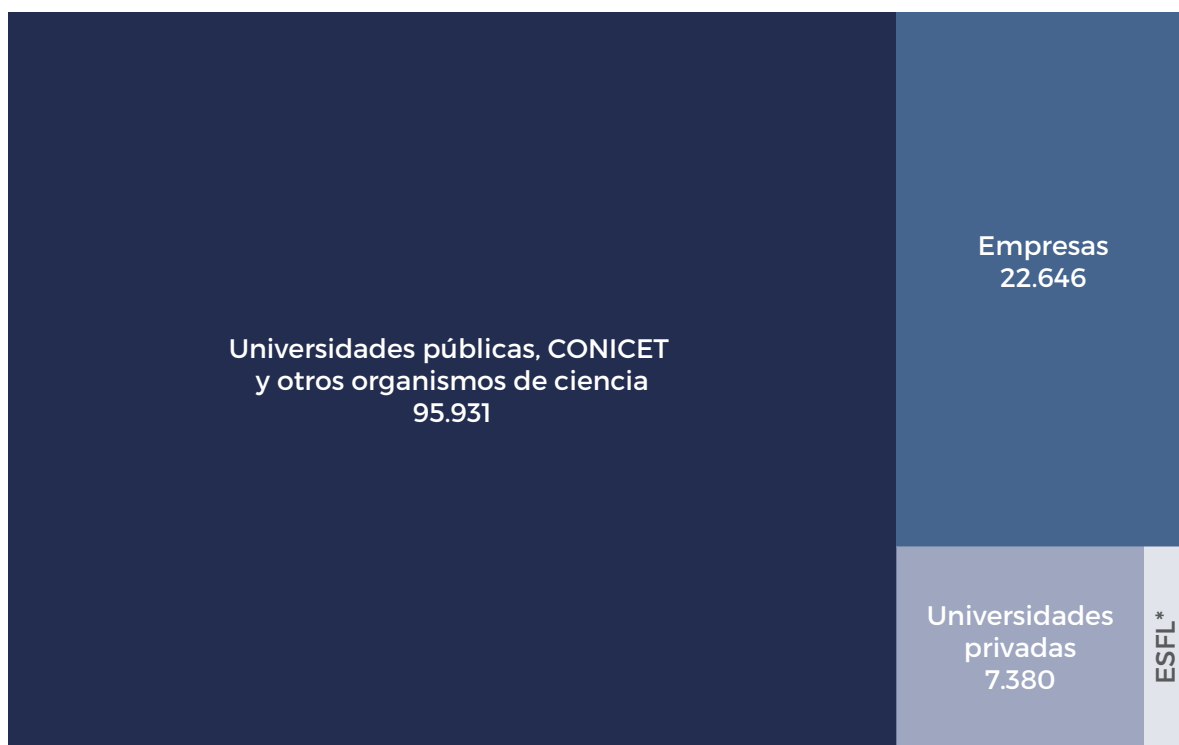 Universidades públicas, CONICET
y otros organismos de ciencia
95.931
Empresas
22.646
Universidades
privadas
7.380
ESFL*